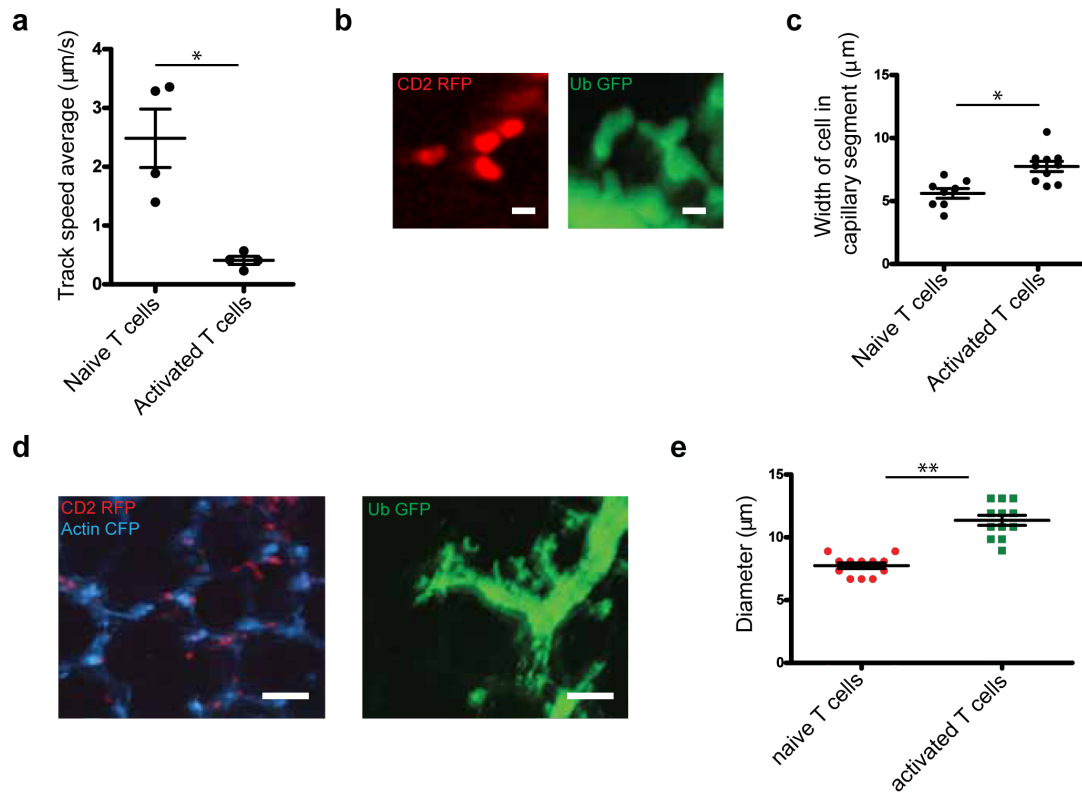 a
Track speed average (μm/s)
4
3
2
1
0
*
Naive T cells
Activated T cells
b
CD2 RFP
Ub GFP
c
Width of cell in
capillary segment (μm)
15
10
5
0
*
Naive T cells
Activated T cells
d
CD2 RFP
Actin CFP
Ub GFP
e
Diameter (μm)
15
10
5
0
**
naive T cells
activated T cells